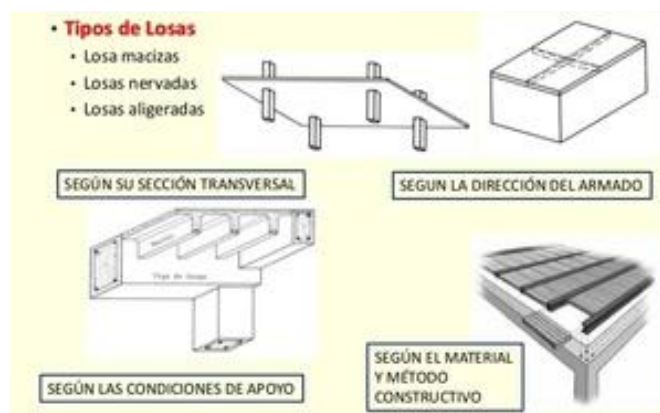 • Tipos de Losas
• Losa macizas
• Losas nervadas
• Losas aligeradas
SEGÚN SU SECCIÓN TRANSVERSAL
SEGUN LA DIRECCIÓN DEL ARMADO
SEGÚN LAS CONDICIONES DE APOYO
SEGÚN EL MATERIAL
Y MÉTODO
CONSTRUCTIVO